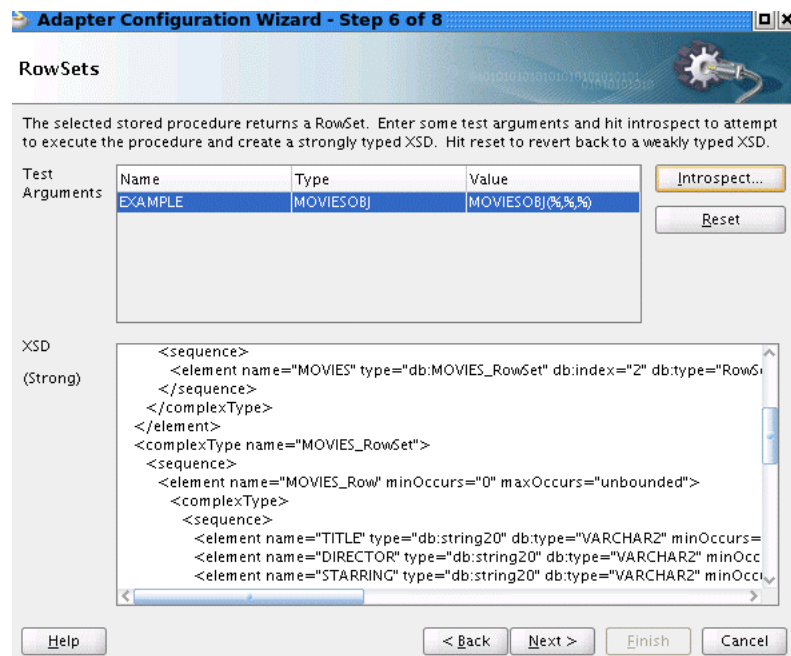 Adapter Configuration Wizard - Step 6 of 8
RowSets
The selected stored procedure returns a RowSet. Enter some test arguments and hit introspect to attempt
to execute the procedure and create a strongly typed XSD. Hit reset to revert back to a weakly typed XSD.
Test
Arguments
Name Type Value
EXAMPLE MOVIESOBJ MOVIESOBJ(%,%,%)
Introspect...
Reset
XSD
(Strong)
<sequence>
<element name="MOVIES" type="db:MOVIES_RowSet" db:index="2" db:type="RowS
</sequence>
</complexType>
</element>
<complexType name="MOVIES_RowSet">
<sequence>
<element name="MOVIES_Row" minOccurs="0" maxOccurs="unbounded">
<complexType>
<sequence>
<element name="TITLE" type="db:string20" db:type="VARCHAR2" minOccurs=
<element name="DIRECTOR" type="db:string20" db:type="VARCHAR2" minOcc
<element name="STARRING" type="db:string20" db:type="VARCHAR2" minOcc
Help < Back Next > Finish Cancel